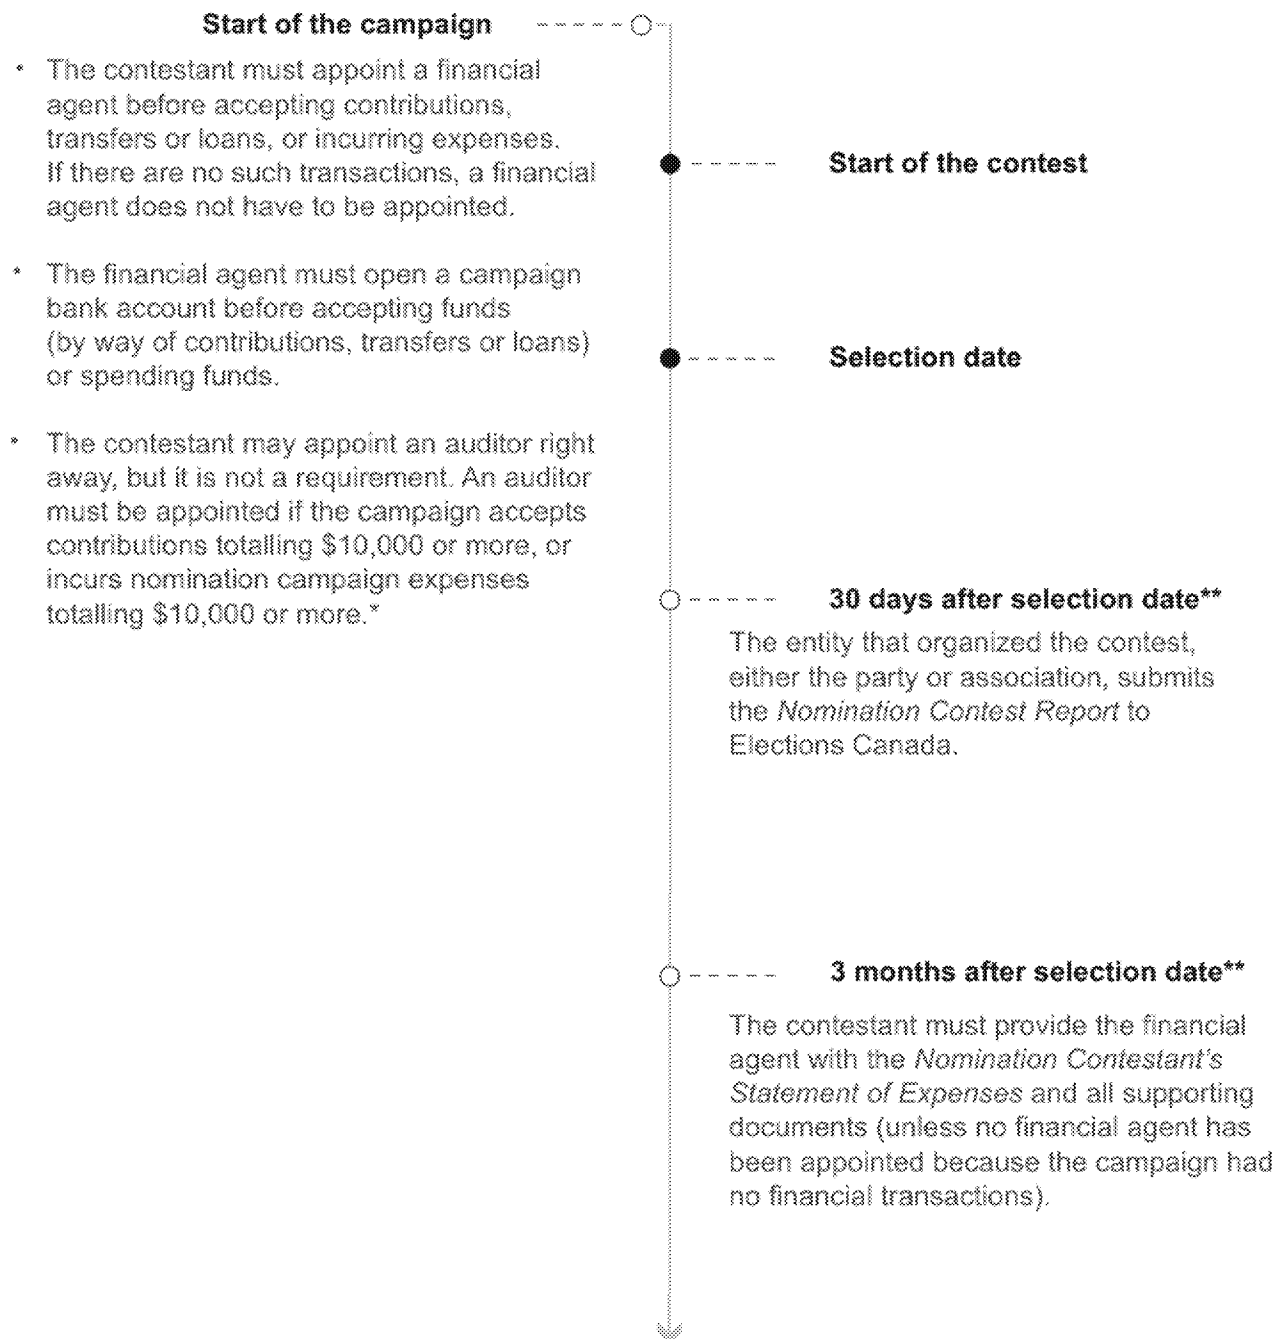 Start of the campaign
• The contestant must appoint a financial
agent before accepting contributions,
transfers or loans, or incurring expenses.
If there are no such transactions, a financial
agent does not have to be appointed.
• The financial agent must open a campaign
bank account before accepting funds
(by way of contributions, transfers or loans)
or spending funds.
• The contestant may appoint an auditor right
away, but it is not a requirement. An auditor
must be appointed if the campaign accepts
contributions totalling $10,000 or more, or
incurs nomination campaign expenses
totalling $10,000 or more.*
Start of the contest
Selection date
30 days after selection date**
The entity that organized the contest,
either the party or association, submits
the Nomination Contest Report to
Elections Canada.
3 months after selection date**
The contestant must provide the financial
agent with the Nomination Contestant's
Statement of Expenses and all supporting
documents (unless no financial agent has
been appointed because the campaign had
no financial transactions).